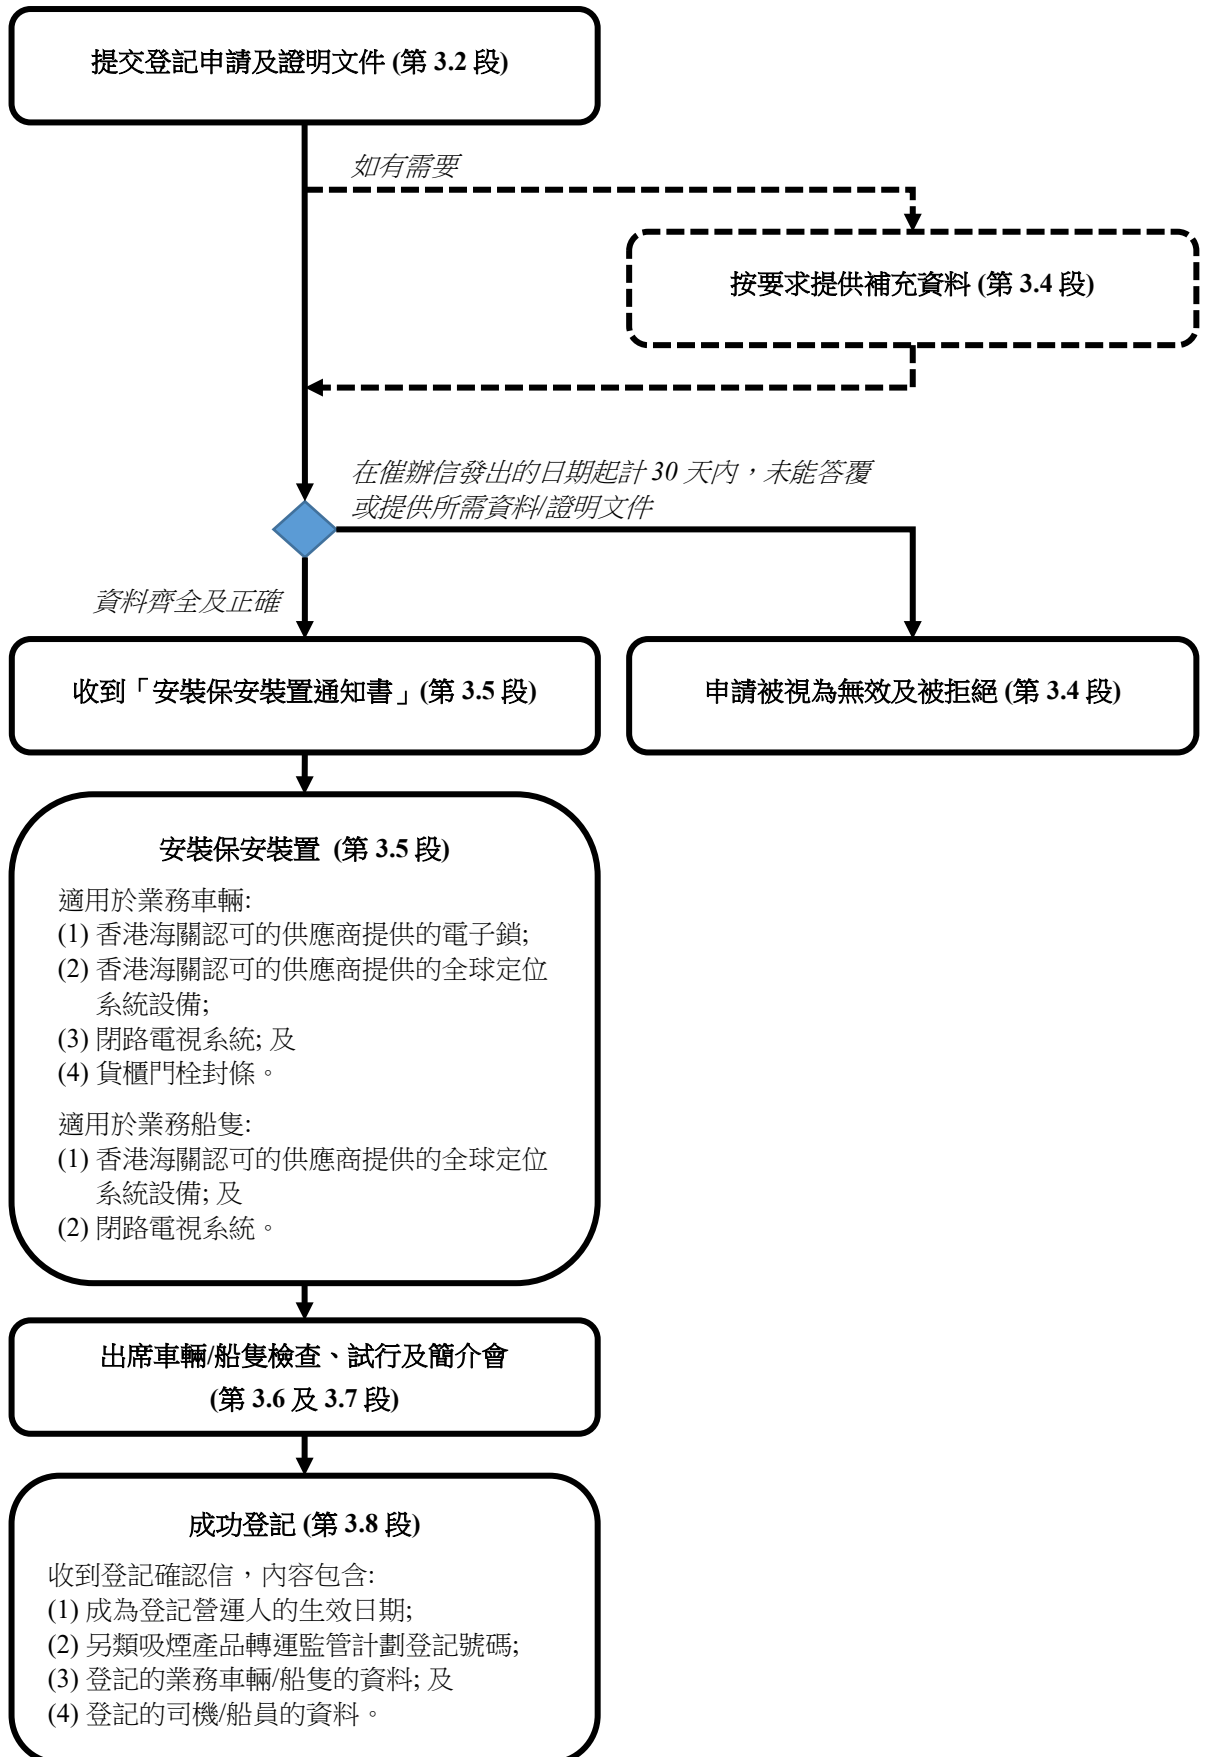 提交登記申請及證明文件 (第 3.2 段)
如有需要
按要求提供補充資料 (第 3.4 段)
在催辦信發出的日期起計 30 天內，未能答覆
或提供所需資料/證明文件
資料齊全及正確
收到「安裝保安裝置通知書」(第 3.5 段)
申請被視為無效及被拒絕 (第 3.4 段)
安裝保安裝置 (第 3.5 段)
適用於業務車輛:
(1) 香港海關認可的供應商提供的電子鎖;
(2) 香港海關認可的供應商提供的全球定位
系統設備;
(3) 閉路電視系統; 及
(4) 貨櫃門栓封條。
適用於業務船隻:
(1) 香港海關認可的供應商提供的全球定位
系統設備; 及
(2) 閉路電視系統。
出席車輛/船隻檢查、試行及簡介會
(第 3.6 及 3.7 段)
成功登記 (第 3.8 段)
收到登記確認信，內容包含:
(1) 成為登記營運人的生效日期;
(2) 另類吸煙產品轉運監管計劃登記號碼;
(3) 登記的業務車輛/船隻的資料; 及
(4) 登記的司機/船員的資料。